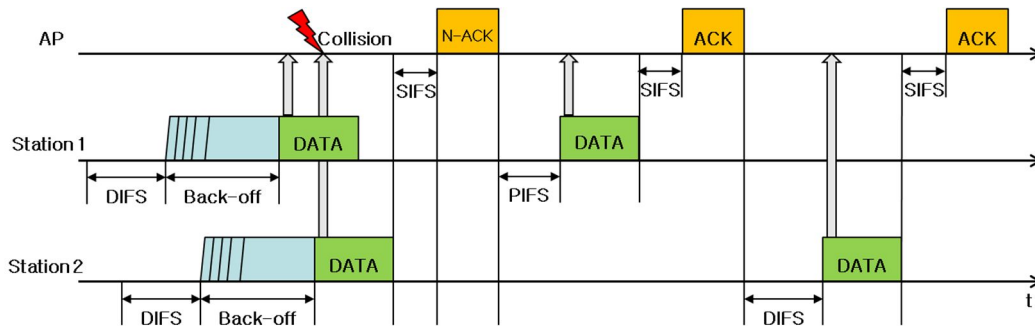 AP
Collision
N-ACK
ACK
ACK
SIFS
SIFS
SIFS
Station 1
DATA
DATA
DIFS
Back-off
PIFS
Station 2
DATA
DATA
t
DIFS
Back-off
DIFS